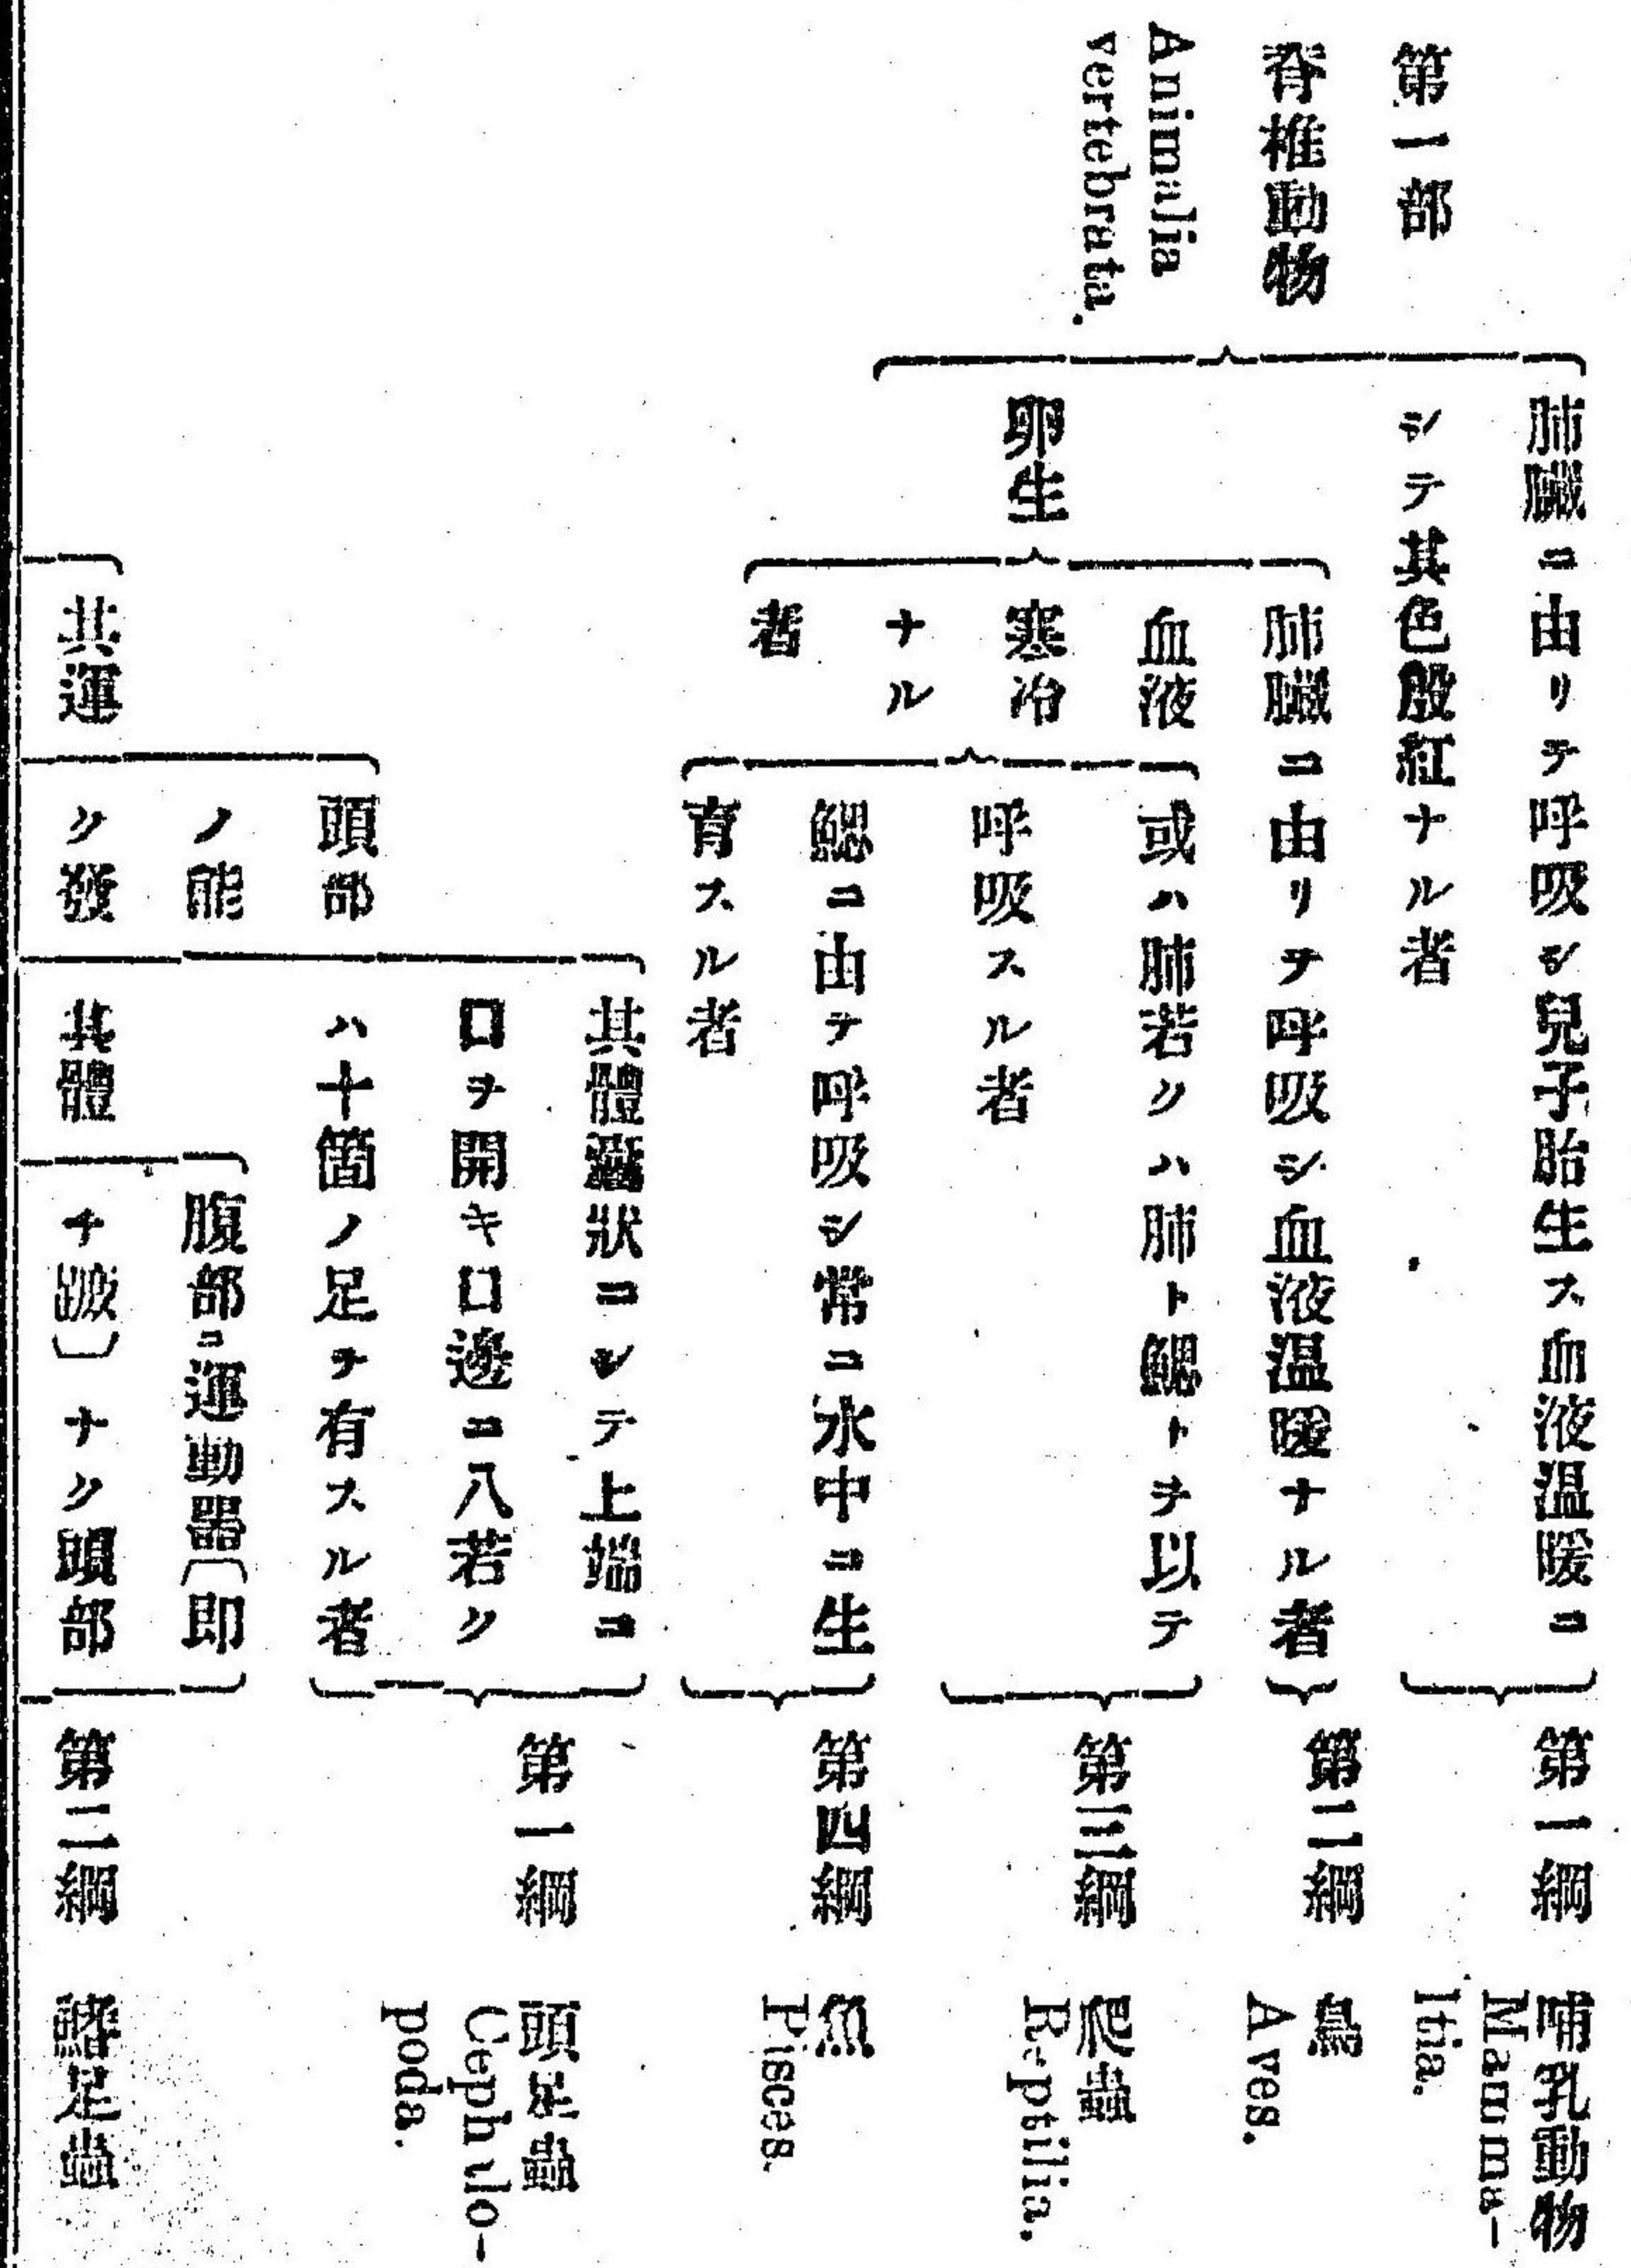 第一部
脊椎動物
Animalia
vertebrata.
肺臟ニ由リテ呼吸シ兒子胎生ス血液温暖ニ
シテ其色殷紅ナル者
第一綱
哺乳動物
Mamma-
lia.
卵生
肺臟ニ由リヲ呼吸シ血液温暖ナル者
第二綱
鳥
Aves.
血液
寒冷
ナル
者
或ハ肺若クハ肺ト鰓トヲ以テ
呼吸スル者
第三綱
爬蟲
Reptilia.
鰓ニ由テ呼吸シ常ニ水中ニ生
育スル者
第四綱
魚
Pisces.
頭部
ノ能
ク發
其體囊狀ニシテ上端ニ
口ヲ開キ口邊ニ八若ク
ハ十箇ノ足ヲ有スル者
第一綱
頭足蟲
Cephalo-
poda.
其運
其體
腹部ニ運動器〔即
チ𨂻〕ナク頭部
第二綱
鰭足蟲